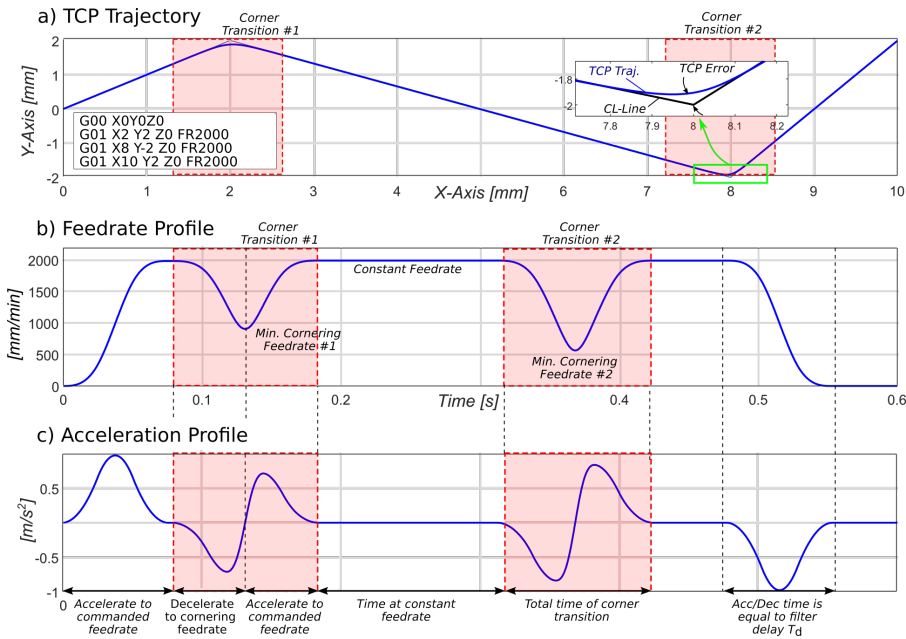 a) TCP Trajectory
Corner
Transition #1
Corner
Transition #2
Y-Axis [mm]
2
1
0
-1
-2
G00 X0Y0Z0
G01 X2 Y2 Z0 FR2000
G01 X8 Y-2 Z0 FR2000
G01 X10 Y2 Z0 FR2000
TCP Traj.
TCP Error
CL-Line
-1.8
-2
7.8
7.9
8
8.1
8.2
0
1
2
3
4
5
6
7
8
9
10
X-Axis [mm]
b) Feedrate Profile
Corner
Transition #1
Corner
Transition #2
[mm/min]
2000
1500
1000
500
0
Constant Feedrate
Min. Cornering
Feedrate #1
Min. Cornering
Feedrate #2
0
0.1
0.2
0.4
0.5
0.6
Time [s]
c) Acceleration Profile
[m/s²]
0.5
0
-0.5
-1
0
Accelerate to
commanded
feedrate
Decelerate
to cornering
feedrate
Accelerate to
commanded
feedrate
Time at constant
feedrate
Total time of corner
transition
Acc/Dec time is
equal to filter
delay Td